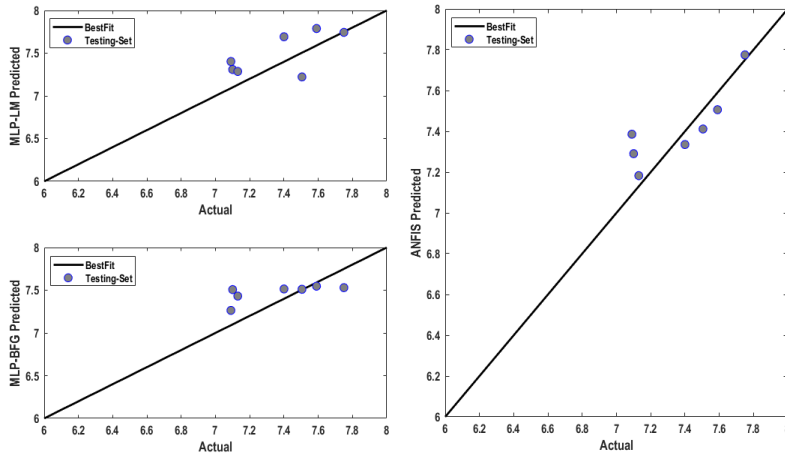 8
7.5
7
6.5
6
MLP-LM Predicted
BestFit
Testing-Set
6 6.2 6.4 6.6 6.8 7 7.2 7.4 7.6 7.8 8
Actual
8
7.5
7
6.5
6
MLP-BFG Predicted
BestFit
Testing-Set
6 6.2 6.4 6.6 6.8 7 7.2 7.4 7.6 7.8 8
Actual
8
7.8
7.6
7.4
7.2
7
6.8
6.6
6.4
6.2
6
ANFIS Predicted
BestFit
Testing-Set
6 6.2 6.4 6.6 6.8 7 7.2 7.4 7.6 7.8 8
Actual